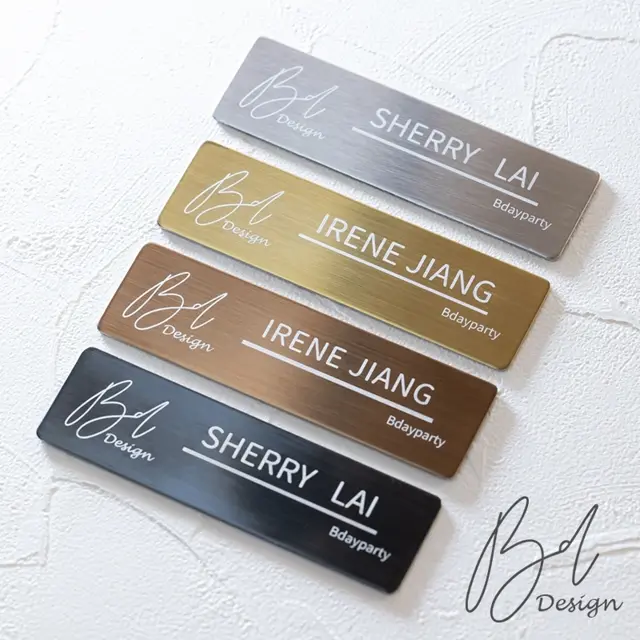 Bd
Design
SHERRY LAI
Bdayparty
Bd
Design
IRENE JIANG
Bdayparty
Bd
Design
IRENE JIANG
Bdayparty
Bd
Design
SHERRY LAI
Bdayparty
Bd
Design